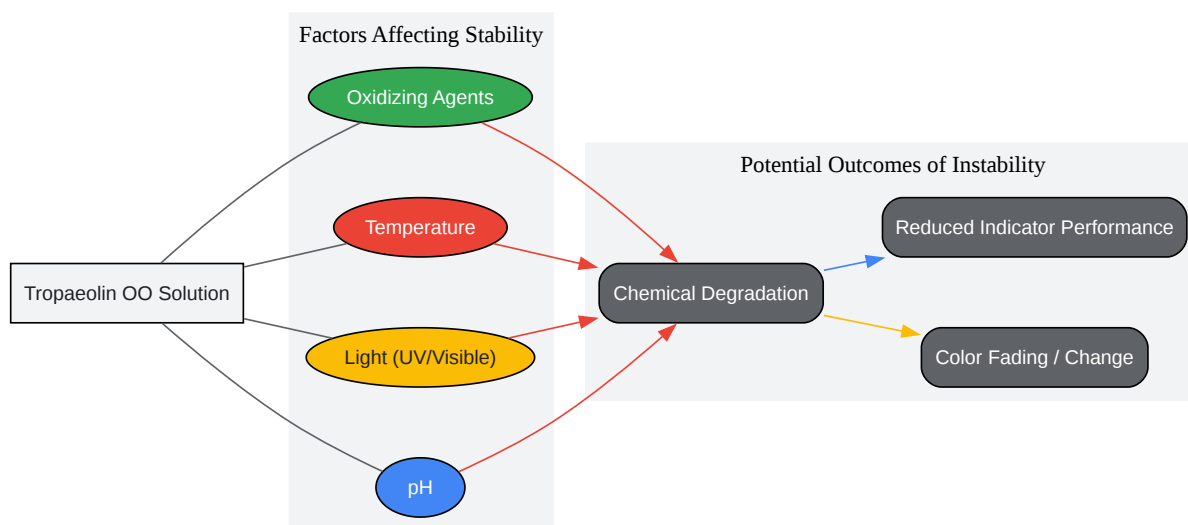 Factors Affecting Stability
Oxidizing Agents
Potential Outcomes of Instability
Temperature
Reduced Indicator Performance
Tropaeolin OO Solution
Chemical Degradation
Light (UV/Visible)
Color Fading / Change
pH